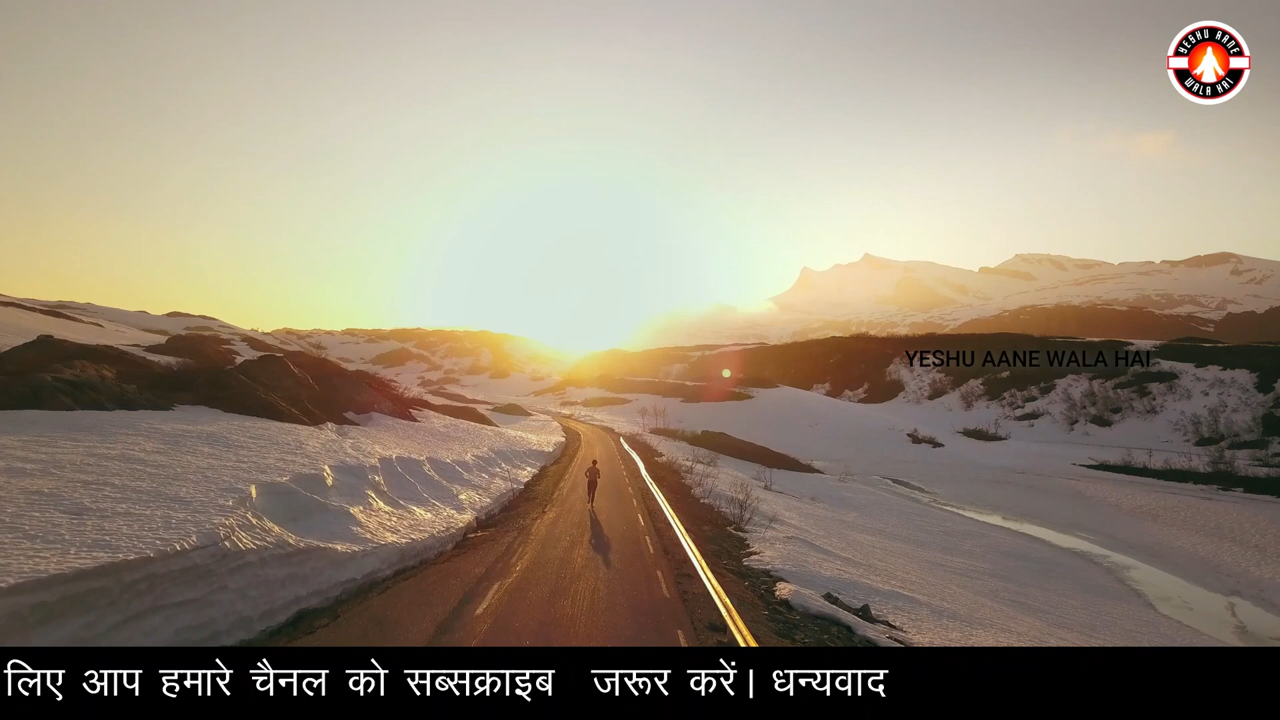 YESHU AANE
WALA HAI
YESHU AANE WALA HAI
लिए आप हमारे चैनल को सब्सक्राइब जरूर करें| धन्यवाद